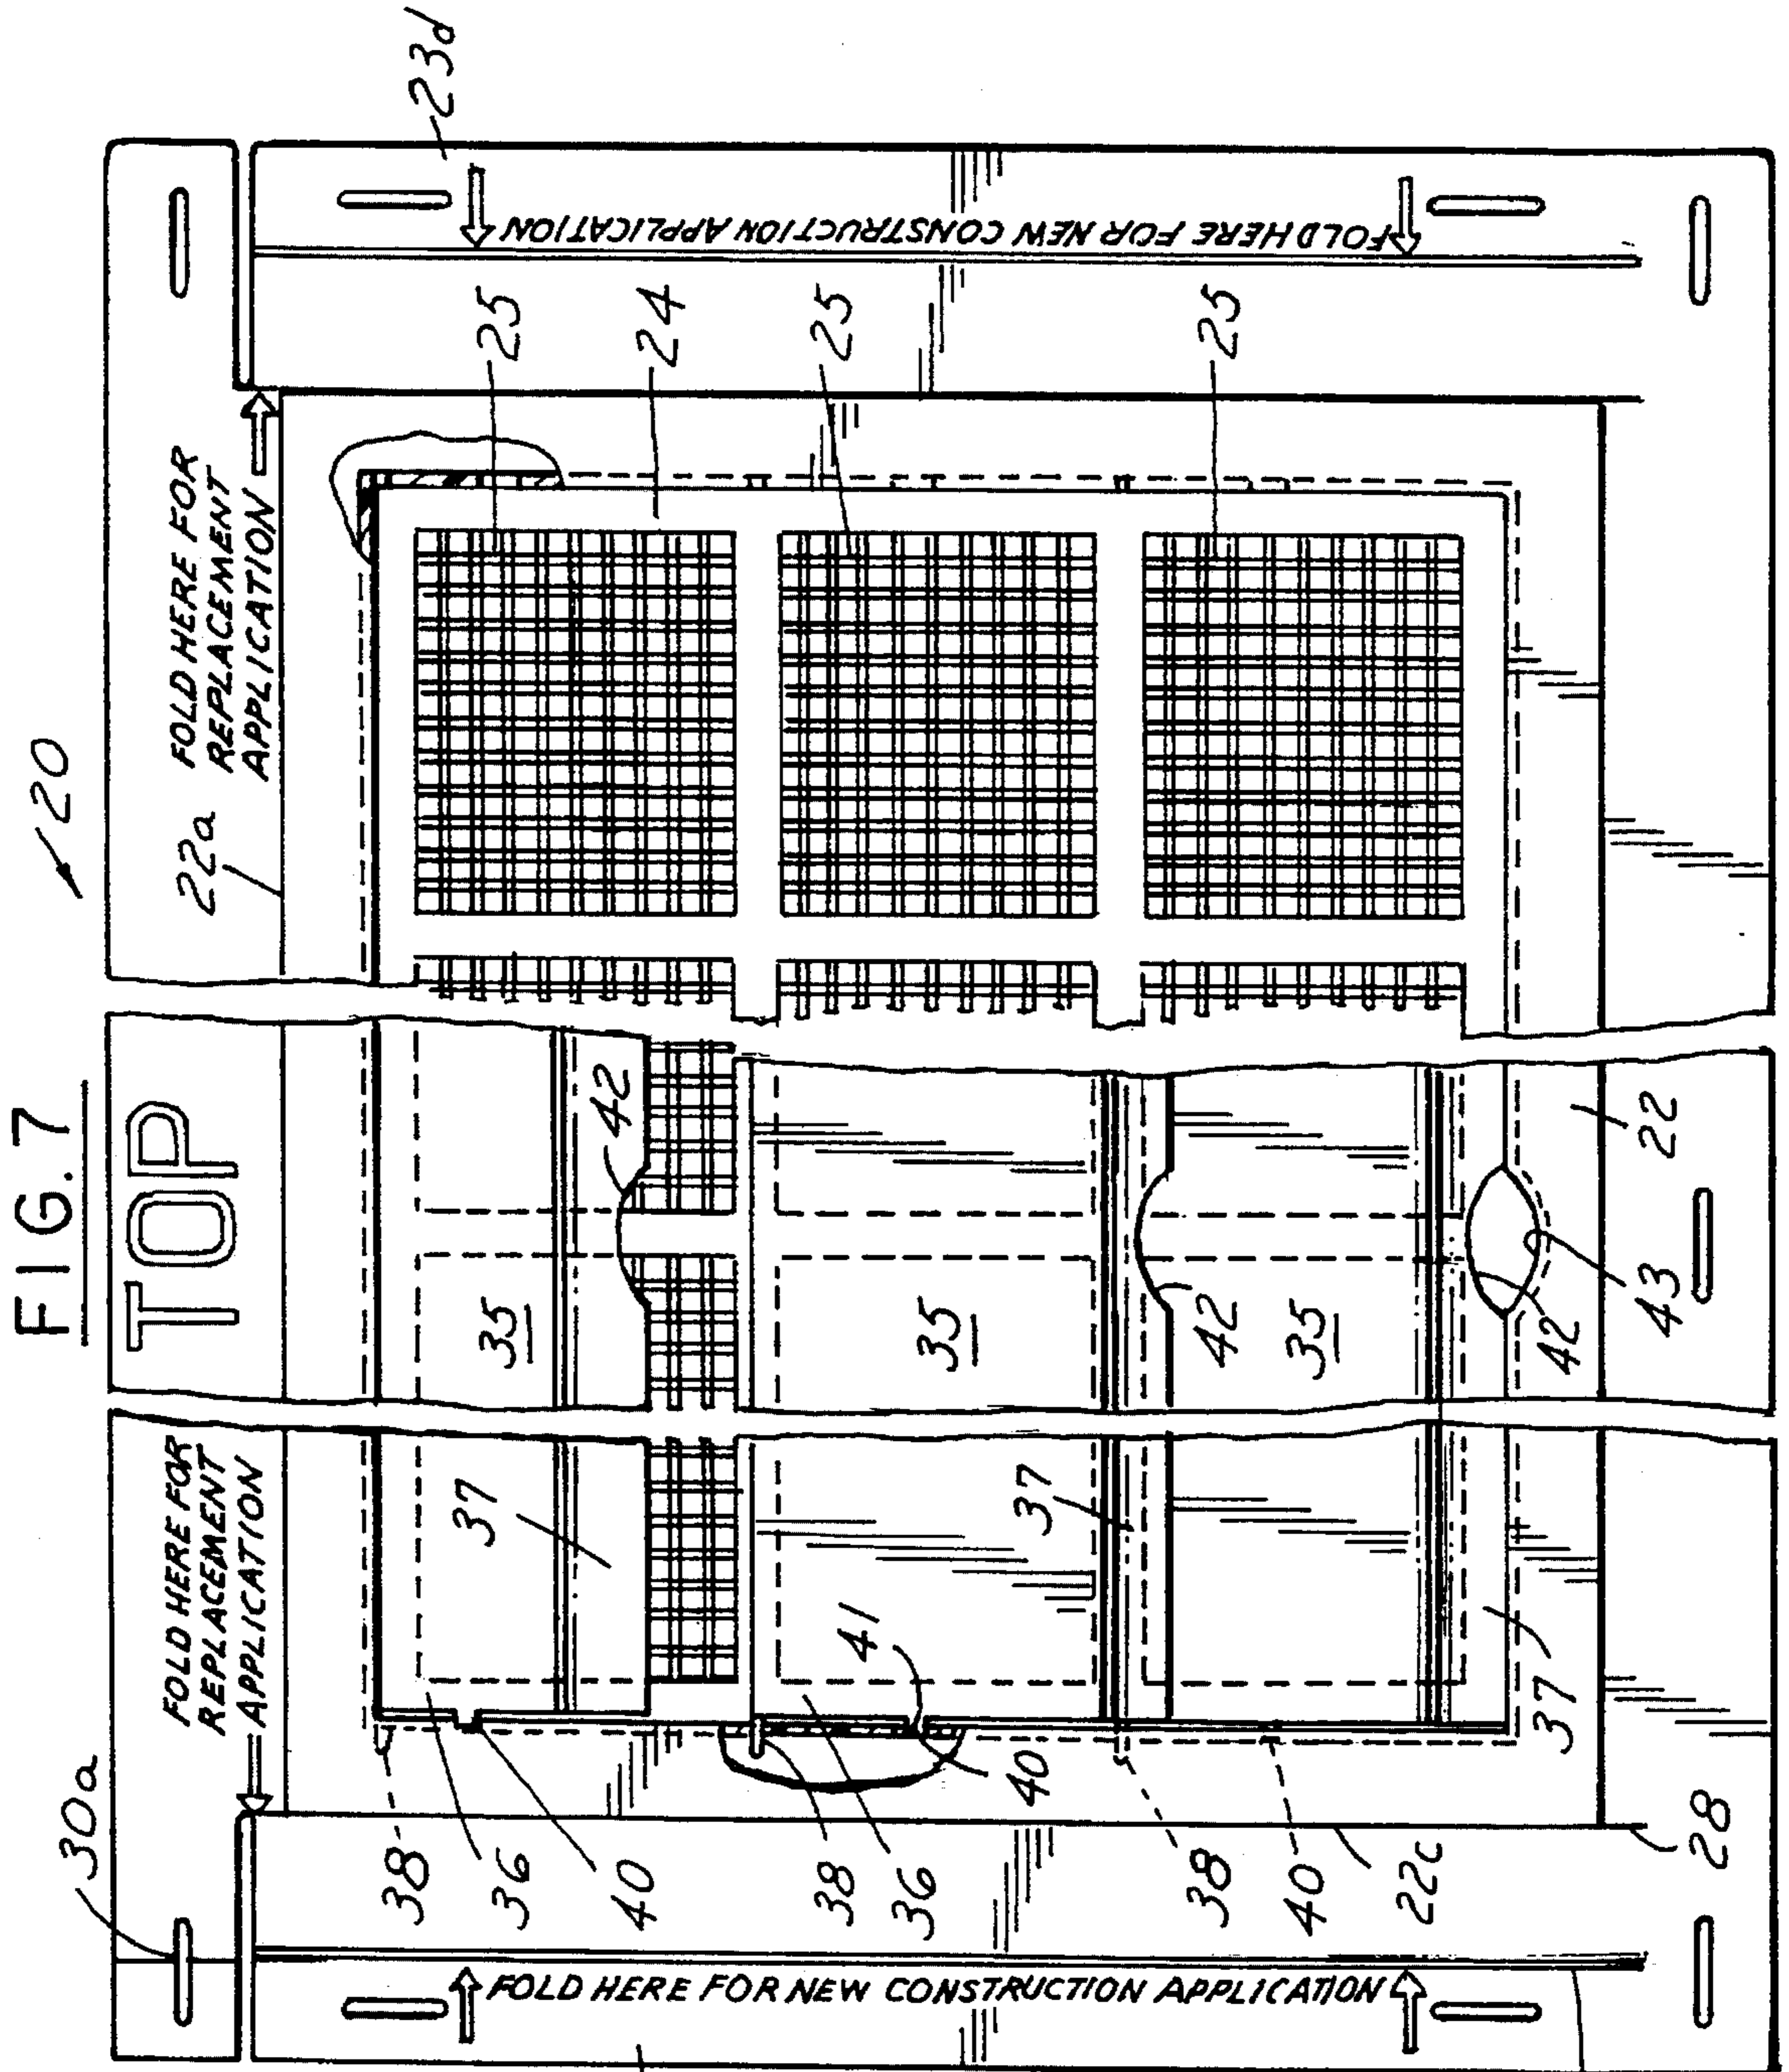 FIG. 7
20
TOP
30a
FOLD HERE FOR
REPLACEMENT
APPLICATION
22a
FOLD HERE FOR
REPLACEMENT
APPLICATION
23d
38
36
40
37
35
42
25
24
38
36
40
41
35
25
37
38
40
42
35
25
22c
28
37
42
43
22
FOLD HERE FOR NEW CONSTRUCTION APPLICATION
FOLD HERE FOR NEW CONSTRUCTION APPLICATION